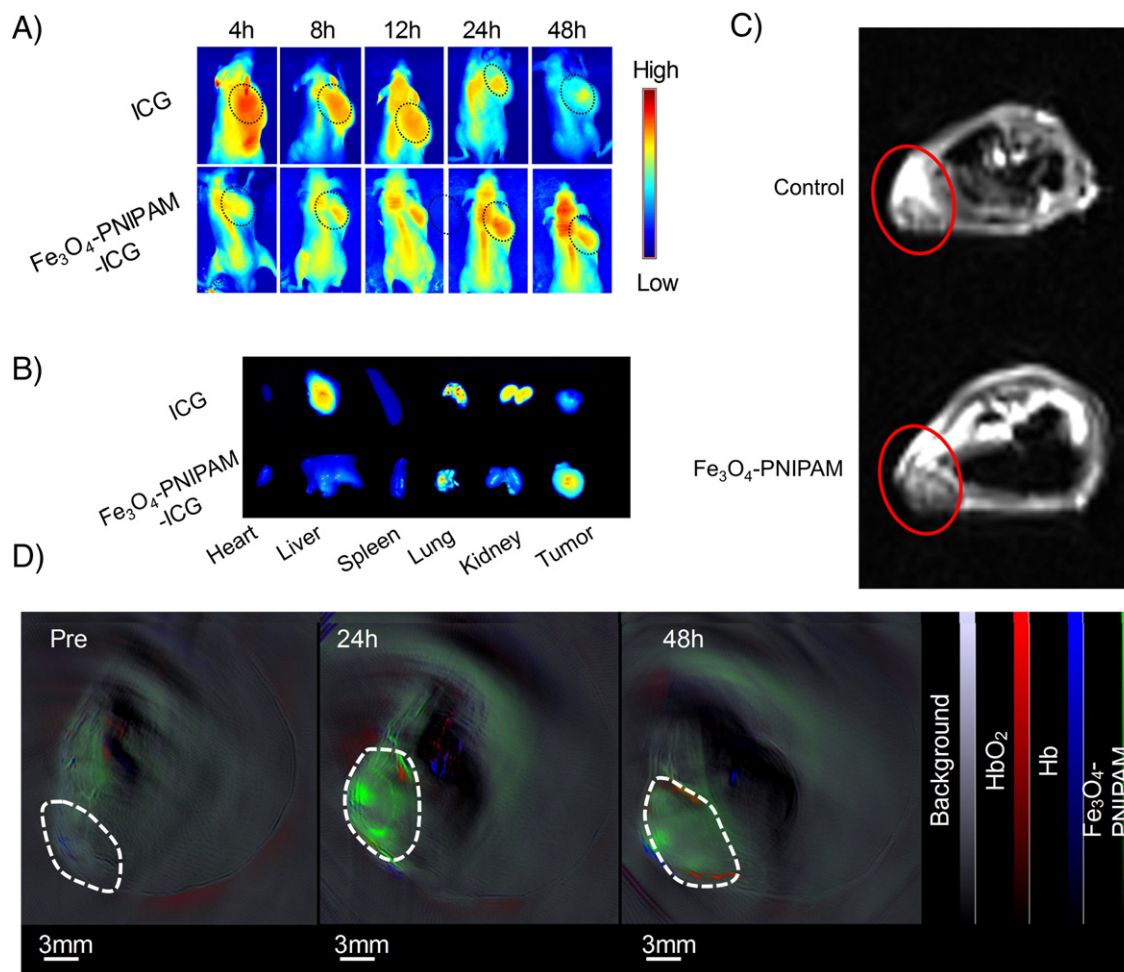 A)
4h 8h 12h 24h 48h
ICG
Fe₃O₄-PNIPAM
-ICG
High
Low
B)
ICG
Fe₃O₄-PNIPAM
-ICG
Heart Liver Spleen Lung Kidney Tumor
C)
Control
Fe₃O₄-PNIPAM
D)
Pre 24h 48h
3mm 3mm 3mm
Background
HbO₂
Hb
Fe₃O₄-
PNIPAM